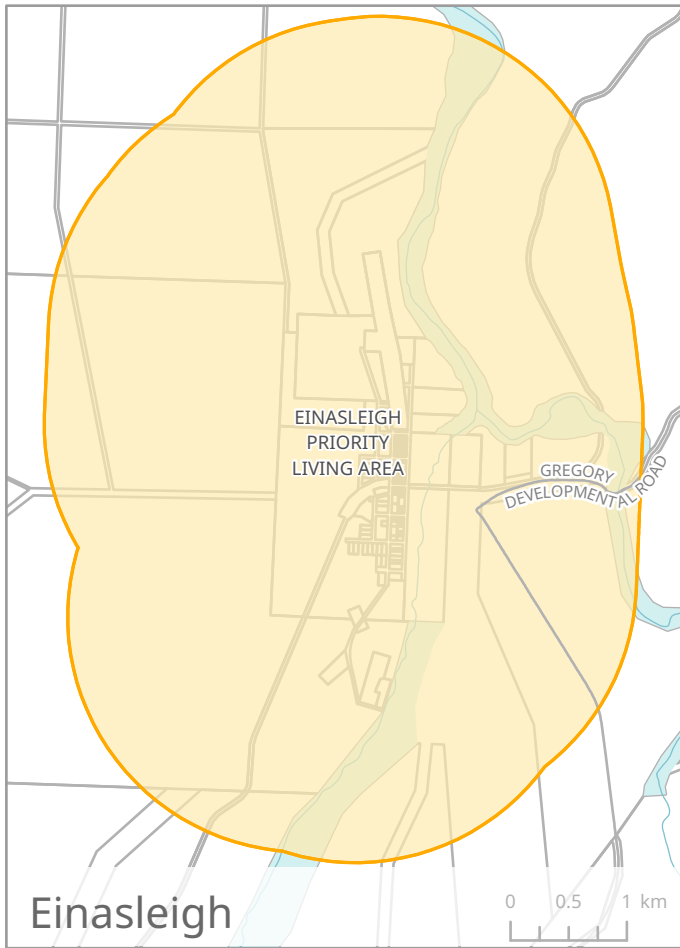 EINASLEIGH
PRIORITY
LIVING AREA
GREGORY
DEVELOPMENTAL ROAD
Einasleigh
0 0.5 1 km